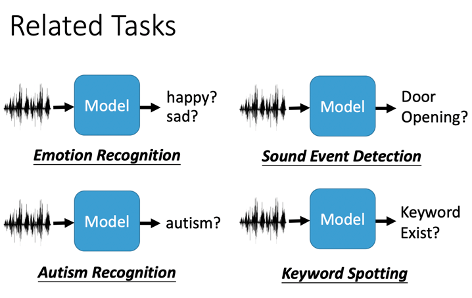 Related Tasks
Model
happy?
sad?
Emotion Recognition
Model
Door
Opening?
Sound Event Detection
Model
autism?
Autism Recognition
Model
Keyword
Exist?
Keyword Spotting